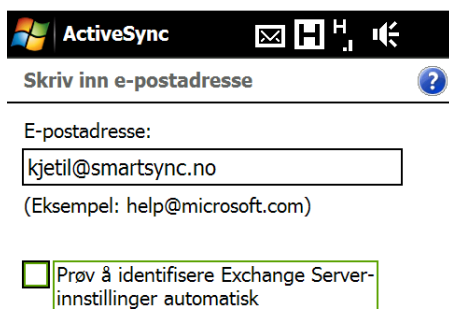 ActiveSync
Skriv inn e-postadresse
E-postadresse:
kjetil@smartsync.no
(Eksempel: help@microsoft.com)
Prøv å identifisere Exchange Server-
innstillinger automatisk